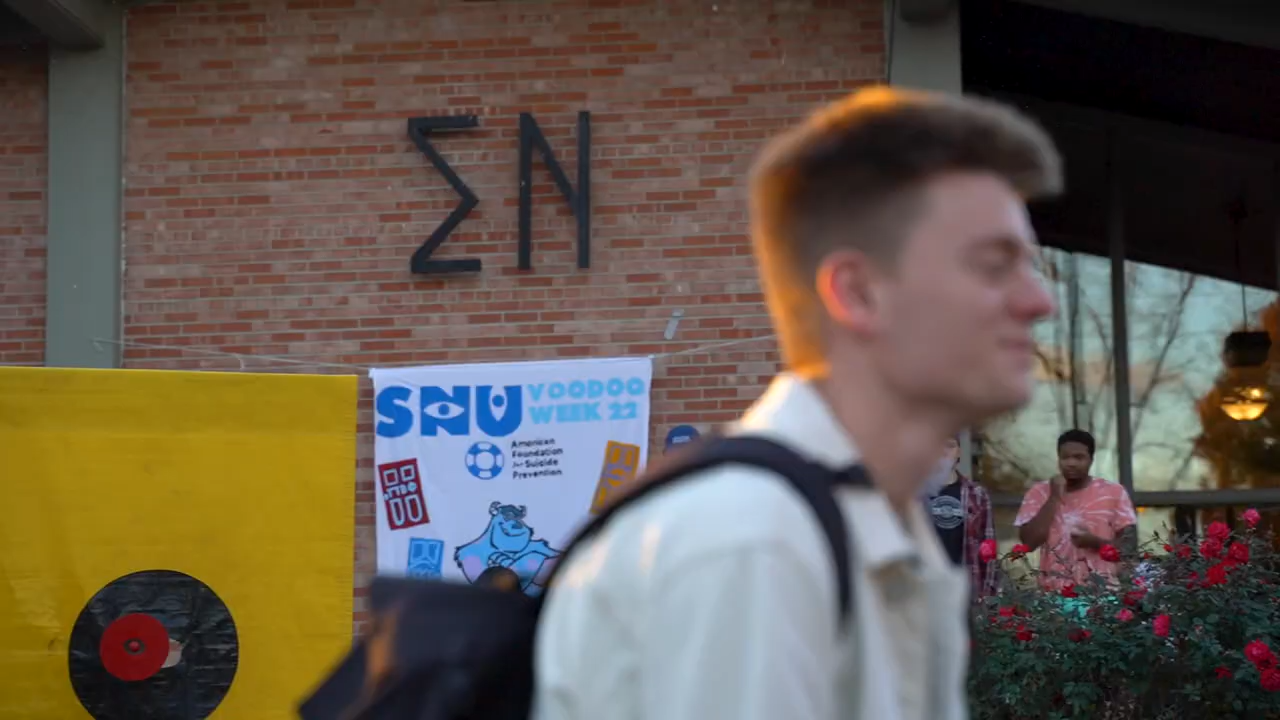 ΣΝ
SNU VOODOO
WEEK 22
American
Foundation
for Suicide
Prevention